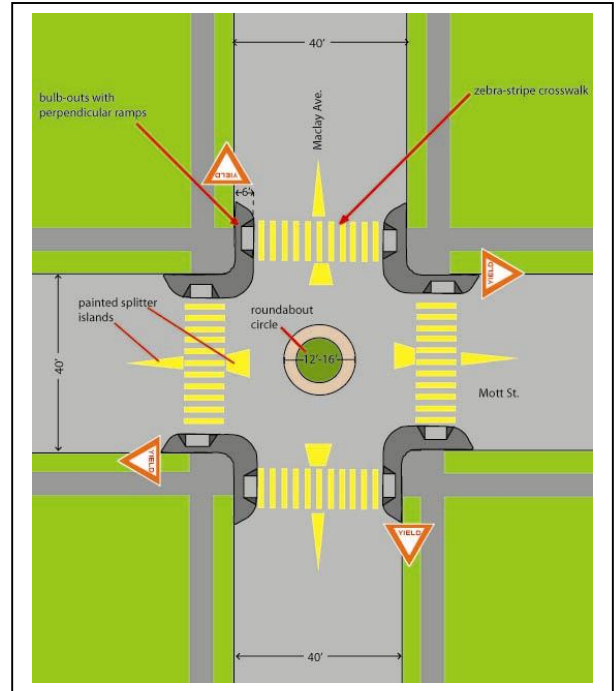 40'
bulb-outs with
perpendicular ramps
Maclay Ave.
zebra-stripe crosswalk
YIELD
6'
YIELD
painted splitter
islands
roundabout
circle
40'
12'-16'
Mott St.
YIELD
YIELD
40'